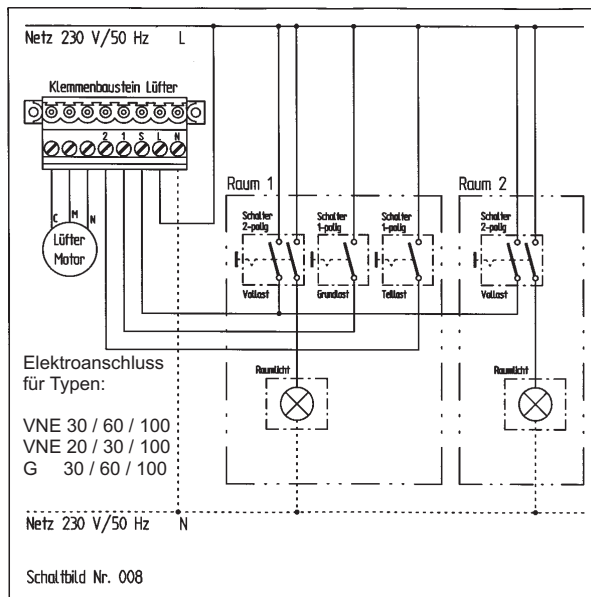 Netz 230 V/50 Hz L
Klemmenbaustein Lüfter
2 1 S L N
C M N
Lüfter
Motor
Raum 1
Schalter
2-polig
Schalter
1-polig
Schalter
1-polig
Vollast
Grundlast
Teillast
Raumlicht
Raum 2
Schalter
2-polig
Vollast
Raumlicht
Elektroanschluss
für Typen:
VNE 30 / 60 / 100
VNE 20 / 30 / 100
G 30 / 60 / 100
Netz 230 V/50 Hz N
Schaltbild Nr. 008